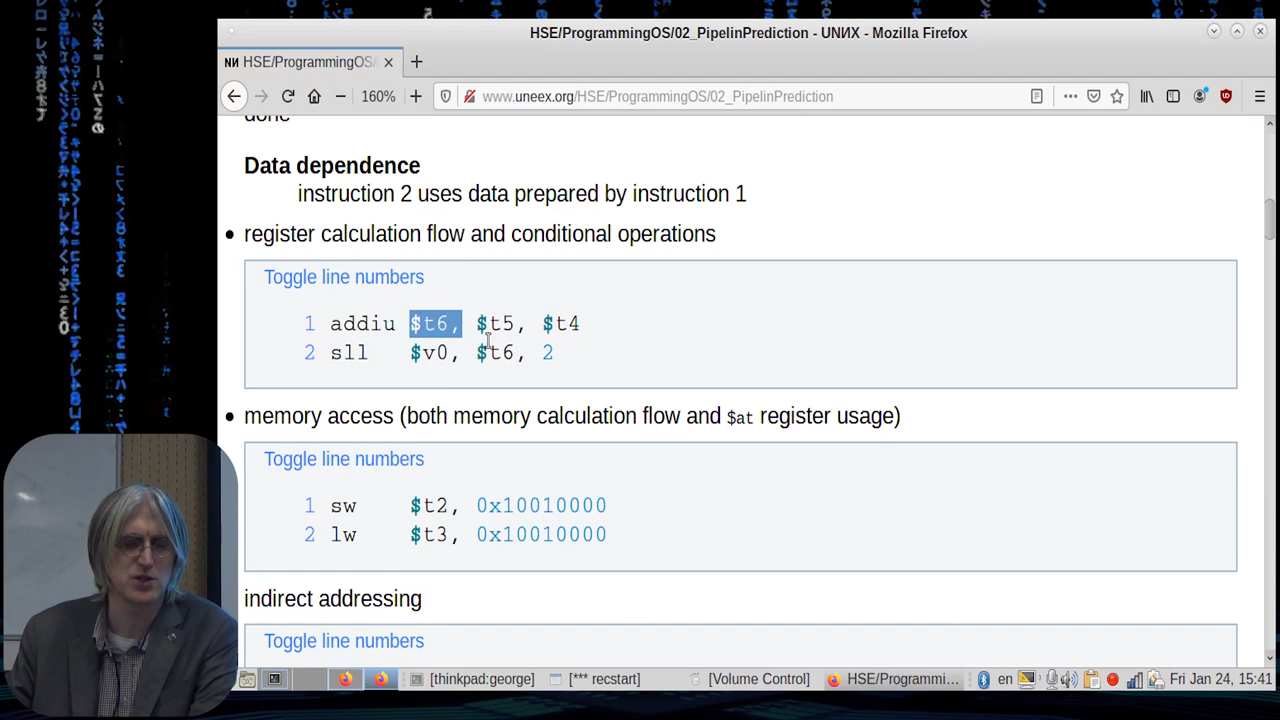 HSE/ProgrammingOS/02_PipelinPrediction - UNИX - Mozilla Firefox
NИ HSE/ProgrammingOS/
160%
www.uneex.org/HSE/ProgrammingOS/02_PipelinPrediction
done
Data dependence
instruction 2 uses data prepared by instruction 1
register calculation flow and conditional operations
Toggle line numbers
1 addiu $t6, $t5, $t4
2 sll $v0, $t6, 2
memory access (both memory calculation flow and $at register usage)
Toggle line numbers
1 sw $t2, 0x10010000
2 lw $t3, 0x10010000
indirect addressing
Toggle line numbers
[thinkpad:george]
[*** recstart)
[Volume Control]
HSE/Programmi...
en
Fri Jan 24, 15:41